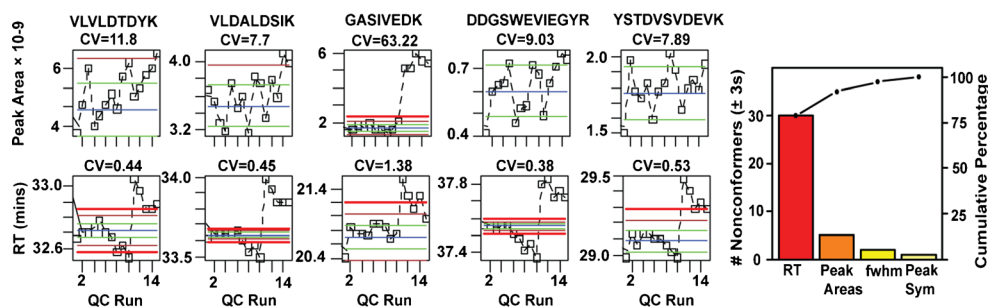 VLVLDTDYK VLDALDSIK GASIVEDK DDGSWEVIEGYR YSTDVSVDEVK
CV=11.8 CV=7.7 CV=63.22 CV=9.03 CV=7.89
Peak Area × 10-9
6 4
4.0 3.2
6 2
0.7 0.4
2.0 1.5
CV=0.44 CV=0.45 CV=1.38 CV=0.38 CV=0.53
RT (mins)
33.0 32.6
34.0 33.5
21.4 20.4
37.8 37.4
29.5 29.0
2 14 2 14 2 14 2 14 2 14
QC Run QC Run QC Run QC Run QC Run
# Nonconformers (± 3s)
30
20
10
0
100
75
50
25
Cumulative Percentage
RT Peak Areas fwhm Peak Sym